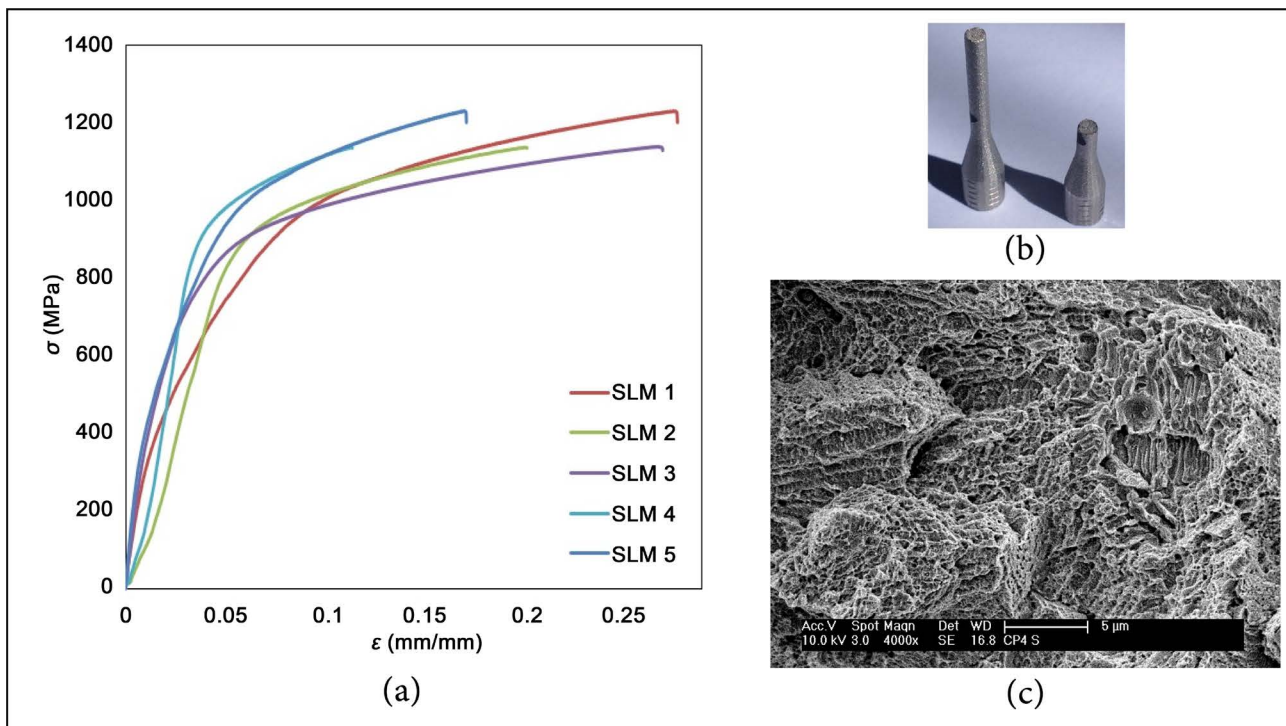 1400
1200
1000
800
600
400
200
0
σ (MPa)
0 0.05 0.1 0.15 0.2 0.25
ε (mm/mm)
SLM 1
SLM 2
SLM 3
SLM 4
SLM 5
(a)
(b)
Acc.V Spot Magn Det WD 5 μm
10.0 kV 3.0 4000x SE 16.8 CP4 S
(c)